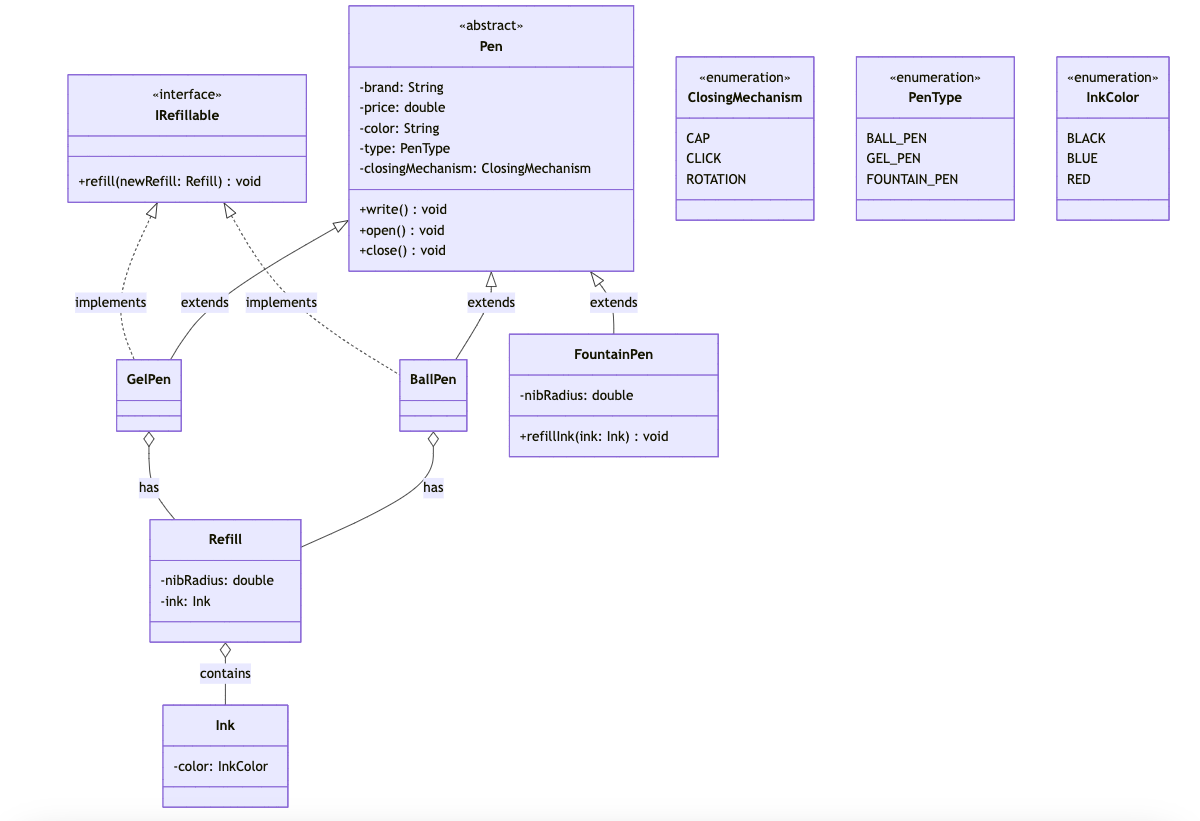 «interface»
IRefillable
+refill(newRefill: Refill) : void
«abstract»
Pen
-brand: String
-price: double
-color: String
-type: PenType
-closingMechanism: ClosingMechanism
+write() : void
+open() : void
+close() : void
«enumeration»
ClosingMechanism
CAP
CLICK
ROTATION
«enumeration»
PenType
BALL_PEN
GEL_PEN
FOUNTAIN_PEN
«enumeration»
InkColor
BLACK
BLUE
RED
implements
extends
implements
extends
extends
GelPen
BallPen
FountainPen
-nibRadius: double
+refillInk(ink: Ink) : void
has
has
Refill
-nibRadius: double
-ink: Ink
contains
Ink
-color: InkColor